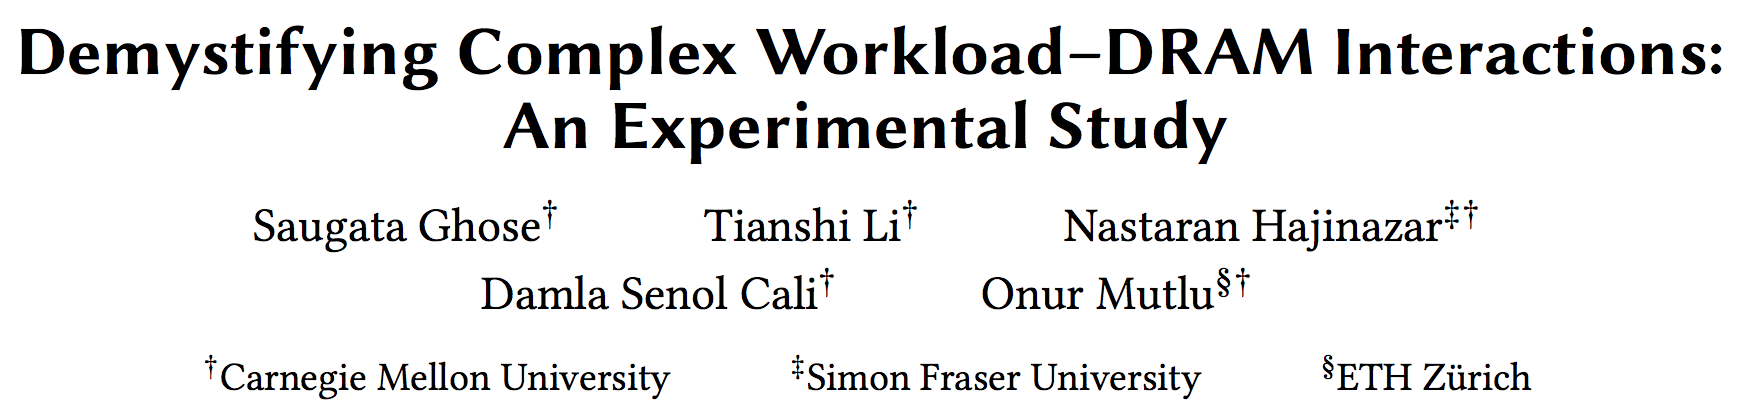 Demystifying Complex Workload–DRAM Interactions:
An Experimental Study
Saugata Ghose† Tianshi Li† Nastaran Hajinazar‡†
Damla Senol Cali† Onur Mutlu§†
†Carnegie Mellon University ‡Simon Fraser University §ETH Zürich